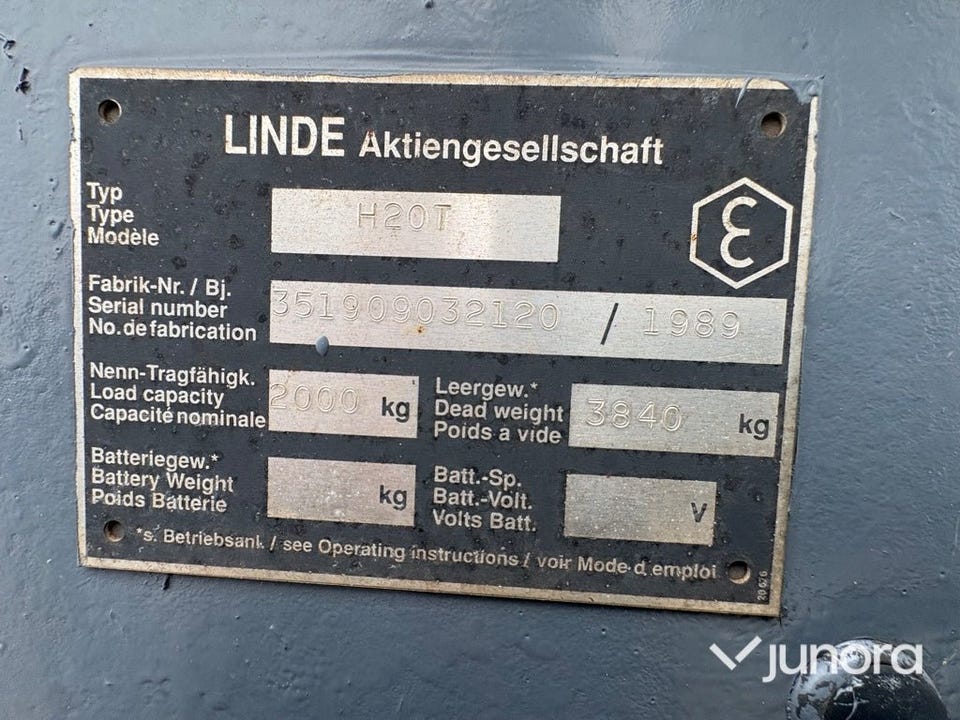 LINDE Aktiengesellschaft
Typ
Type
Modèle
H20T
Fabrik-Nr. / Bj.
Serial number
No. de fabrication
351909032120 / 1989
Nenn-Tragfähigk.
Load capacity
Capacité nominale
2000 kg
Leergew.*
Dead weight
Poids a vide
3840 kg
Batteriegew.*
Battery Weight
Poids Batterie
kg
Batt.-Sp.
Batt.-Volt.
Volts Batt.
V
*s. Betriebsanl. / see Operating instructions / voir Mode d emploi
junora